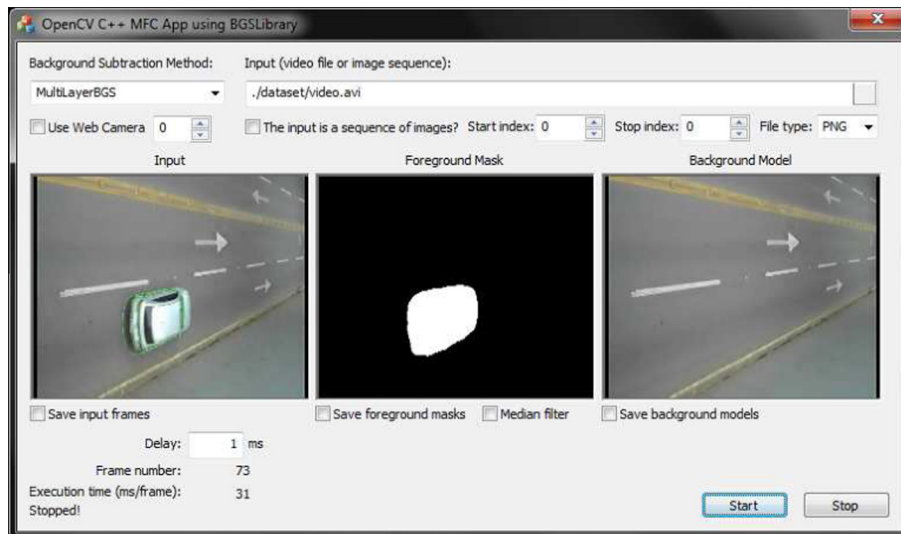 OpenCV C++ MFC App using BGSLibrary
Background Subtraction Method: Input (video file or image sequence):
MultiLayerBGS ./dataset/video.avi
Use Web Camera 0 The input is a sequence of images? Start index: 0 Stop index: 0 File type: PNG
Input Foreground Mask Background Model
Save input frames Save foreground masks Median filter Save background models
Delay: 1 ms
Frame number: 73
Execution time (ms/frame): 31
Stopped!
Start Stop